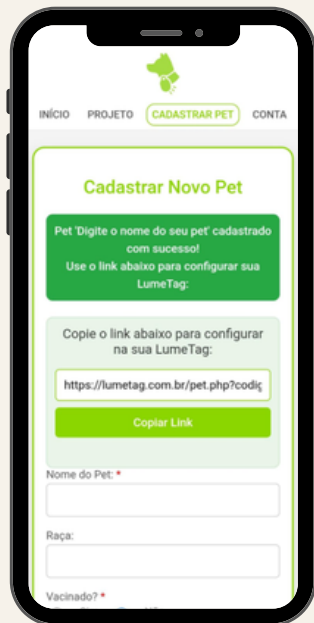 INÍCIO PROJETO CADASTRAR PET CONTA
Cadastrar Novo Pet
Pet 'Digite o nome do seu pet' cadastrado
com sucesso!
Use o link abaixo para configurar sua
LumeTag:
Copie o link abaixo para configurar
na sua LumeTag:
https://lumetag.com.br/pet.php?codig
Copiar Link
Nome do Pet: *
Raça:
Vacinado? *